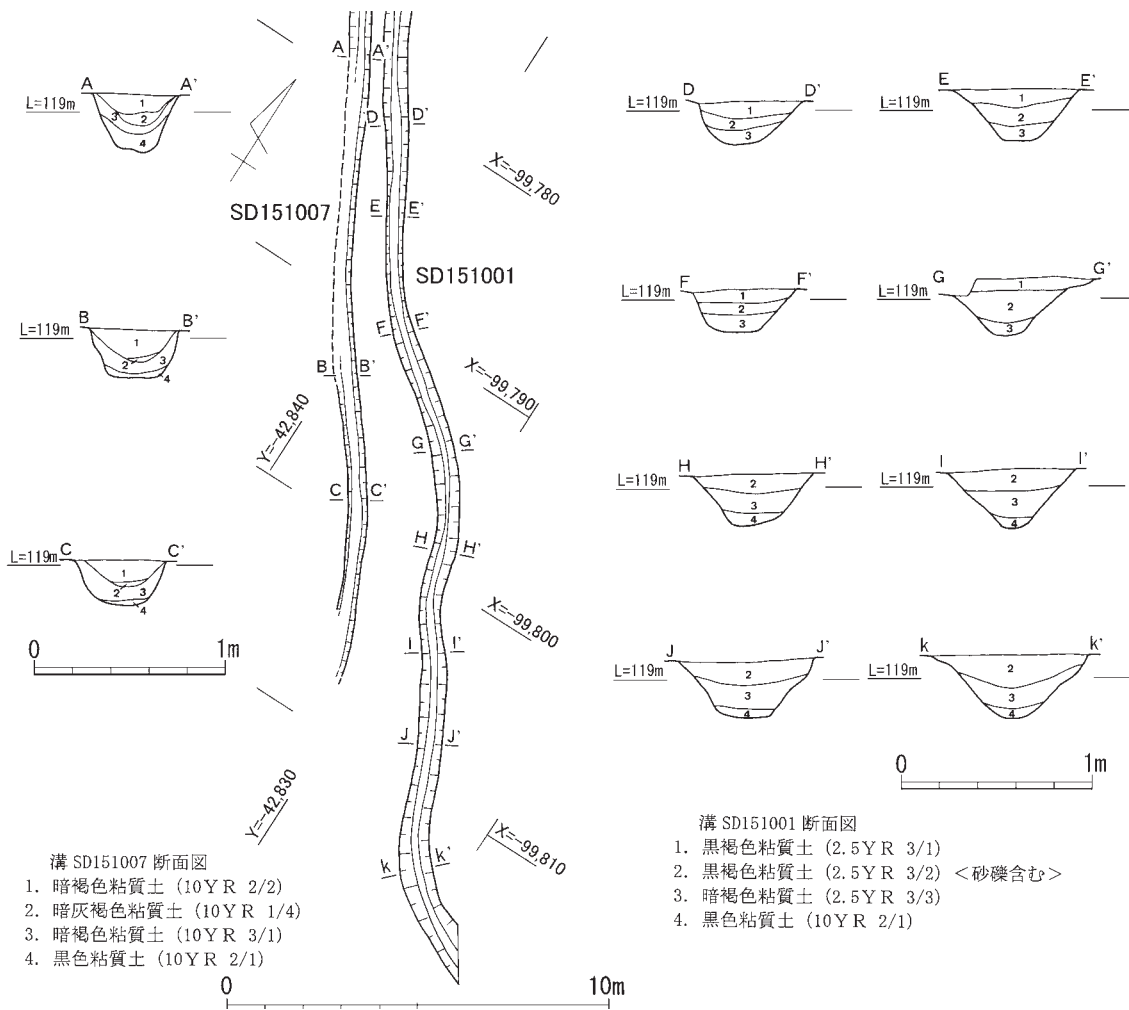 A A'
L=119m
1
2
3
4
B B'
L=119m
1
2
3
4
C C'
L=119m
1
2
3
4
0 1m
溝 SD151007 断面図
1. 暗褐色粘質土 (10YR 2/2)
2. 暗灰褐色粘質土 (10YR 1/4)
3. 暗褐色粘質土 (10YR 3/1)
4. 黒色粘質土 (10YR 2/1)
A A'
D D'
SD151007
E E'
SD151001
F F'
B B'
G G'
C C'
H H'
I I'
J J'
k k'
X=-99,780
X=-99,790
X=-99,800
X=-99,810
Y=-42,840
Y=-42,830
0 10m
D D'
L=119m
1
2
3
E E'
1
2
3
F F'
L=119m
1
2
3
G G'
L=119m
1
2
3
H H'
L=119m
2
3
4
I I'
L=119m
2
3
4
J J'
L=119m
2
3
4
k k'
L=119m
2
3
4
0 1m
溝 SD151001 断面図
1. 黒褐色粘質土 (2.5YR 3/1)
2. 黒褐色粘質土 (2.5YR 3/2) <砂礫含む>
3. 暗褐色粘質土 (2.5YR 3/3)
4. 黒色粘質土 (10YR 2/1)